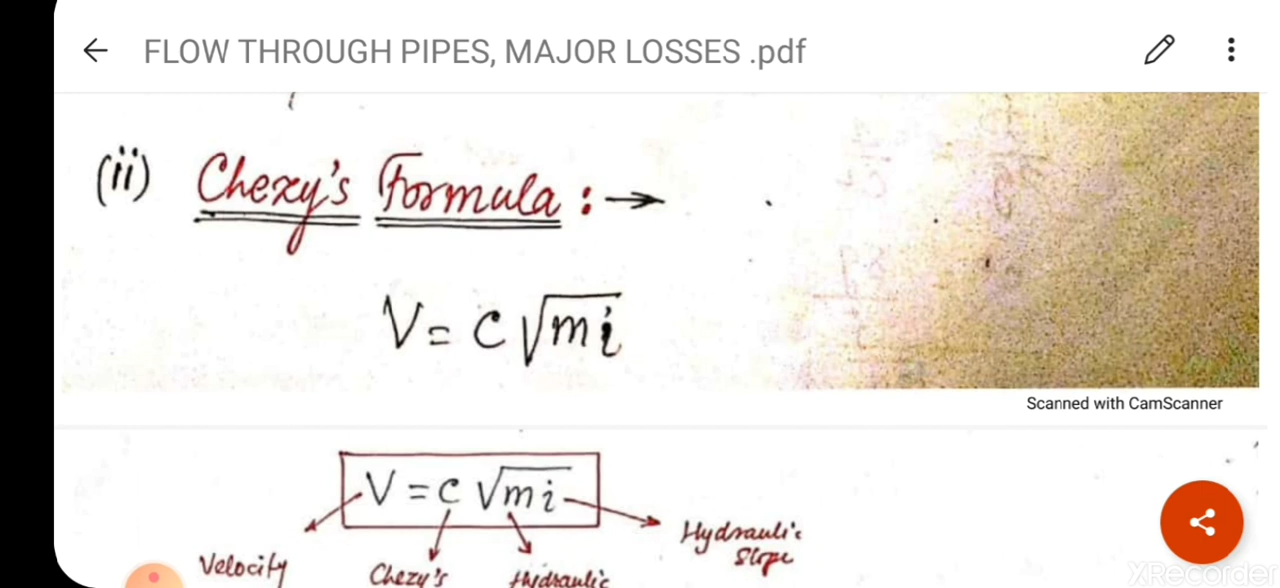 FLOW THROUGH PIPES, MAJOR LOSSES .pdf
(ii) Chezy's Formula :→
V = C √mi
Scanned with CamScanner
V = C √mi
Hydraulic
Slope
Velocity Chezy's Hydraulic
XRecorder